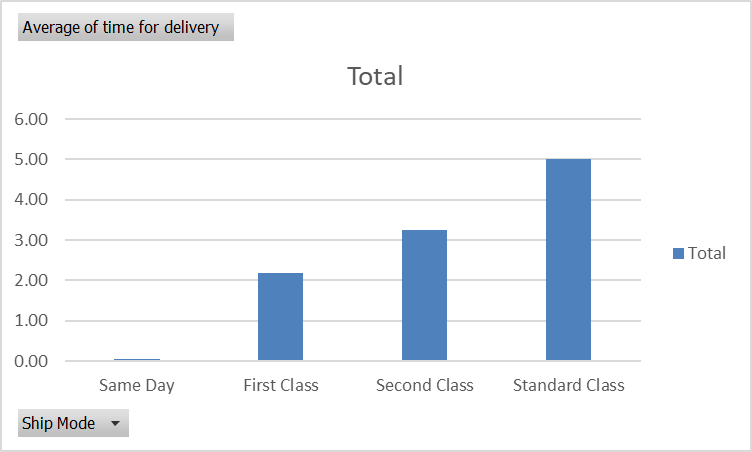 Average of time for delivery
Total
6.00
5.00
4.00
3.00
2.00
1.00
0.00
Same Day First Class Second Class Standard Class
Total
Ship Mode